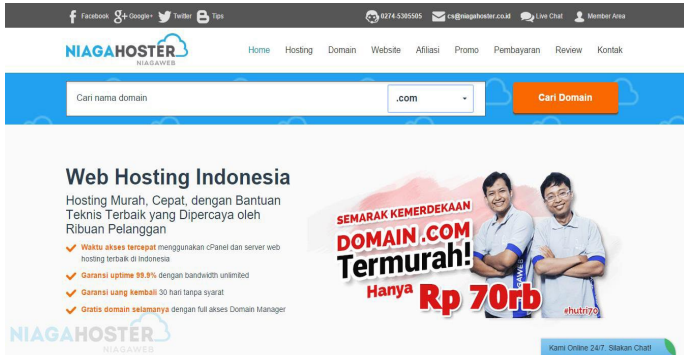 Facebook Google+ Twitter Tips
0274-5305505 cs@niagahoster.co.id Live Chat Member Area
NIAGAHOSTER
NIAGAWEB
Home Hosting Domain Website Afiliasi Promo Pembayaran Review Kontak
Cari nama domain .com Cari Domain
Web Hosting Indonesia
Hosting Murah, Cepat, dengan Bantuan
Teknis Terbaik yang Dipercaya oleh
Ribuan Pelanggan
Waktu akses tercepat menggunakan cPanel dan server web
hosting terbaik di Indonesia
Garansi uptime 99.9% dengan bandwidth unlimited
Garansi uang kembali 30 hari tanpa syarat
Gratis domain selamanya dengan full akses Domain Manager
SEMARAK KEMERDEKAAN
DOMAIN .COM
Termurah!
Hanya Rp 70rb
#hutri70
NIAGAWEB
NIAGAHOSTER
NIAGAWEB
Kami Online 24/7. Silakan Chat!